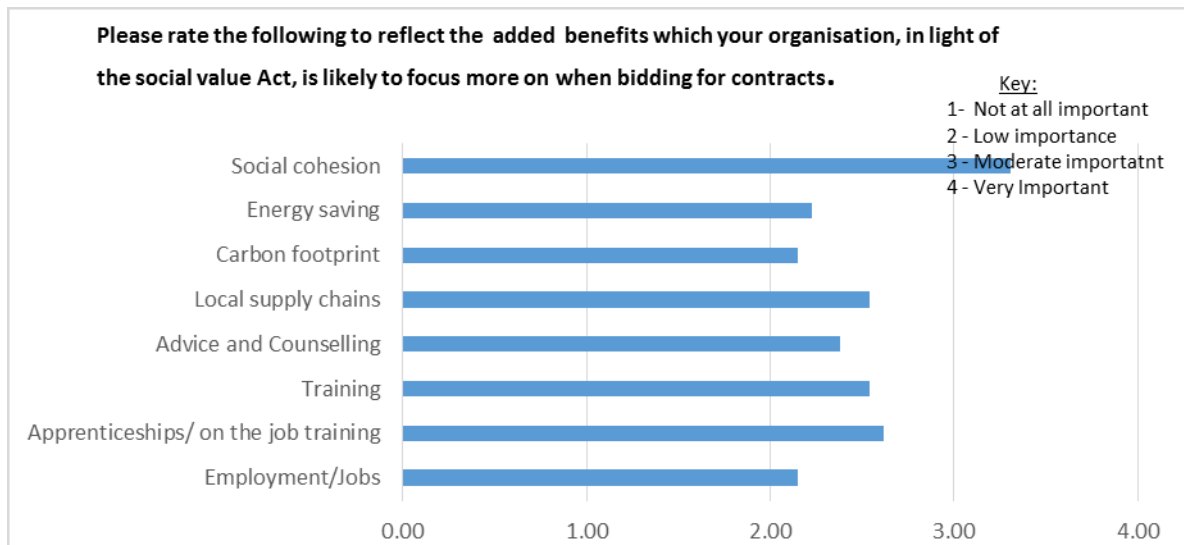 Please rate the following to reflect the added benefits which your organisation, in light of
the social value Act, is likely to focus more on when bidding for contracts.
Key:
1- Not at all important
2 - Low importance
3 - Moderate importatnt
4 - Very Important
Social cohesion
Energy saving
Carbon footprint
Local supply chains
Advice and Counselling
Training
Apprenticeships/ on the job training
Employment/Jobs
0.00 1.00 2.00 3.00 4.00